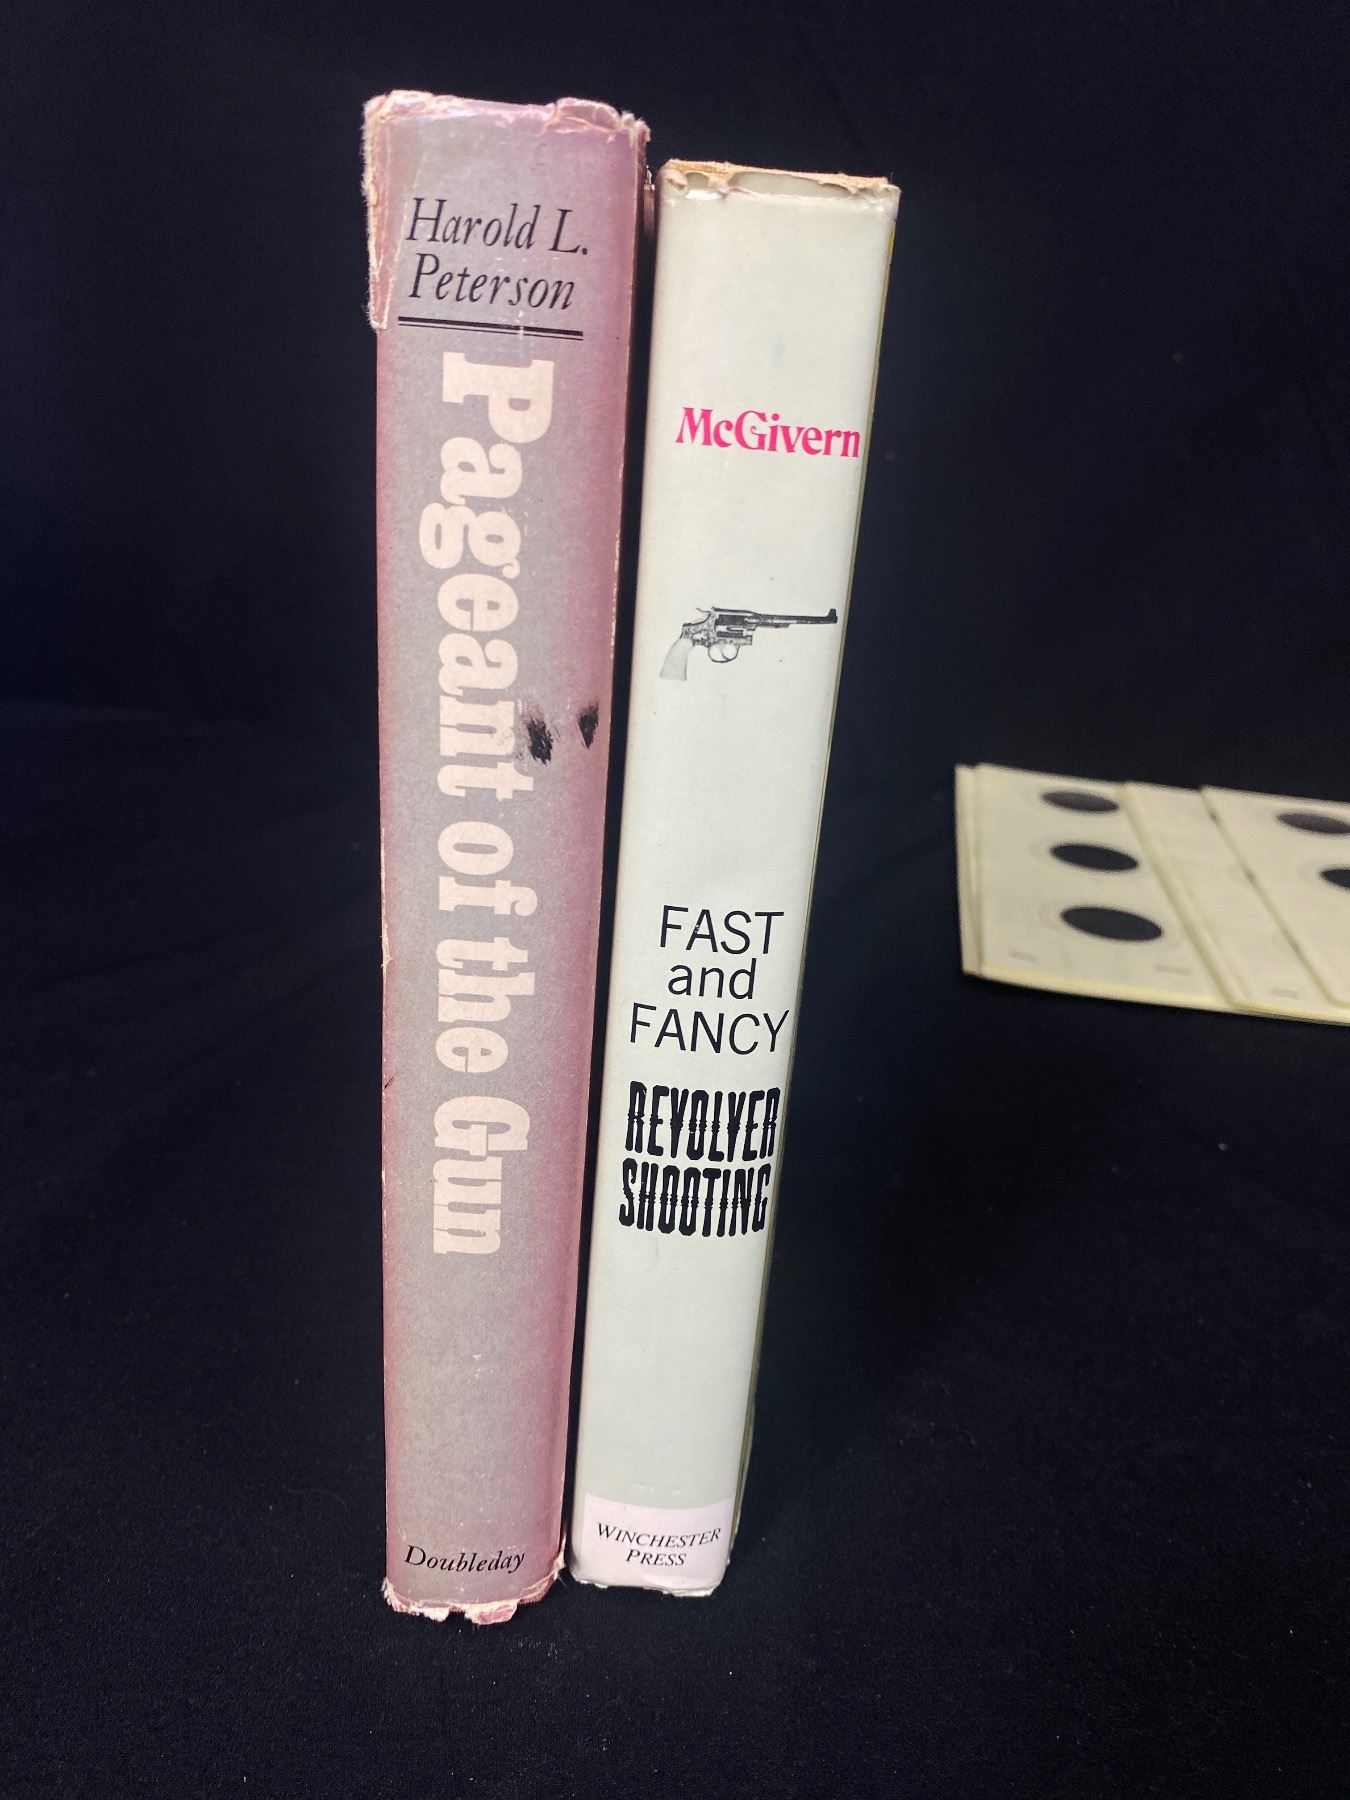 Harold L.
Peterson
Pageant of the Gun
Doubleday
McGivern
FAST
and
FANCY
REVOLVER
SHOOTING
WINCHESTER
PRESS